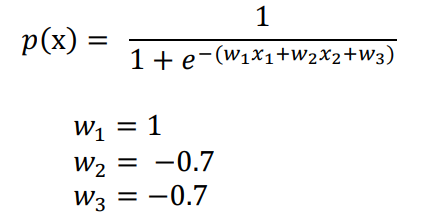 p(x) = 1 / (1 + e^−(w₁x₁+w₂x₂+w₃))
w₁ = 1
w₂ = −0.7
w₃ = −0.7